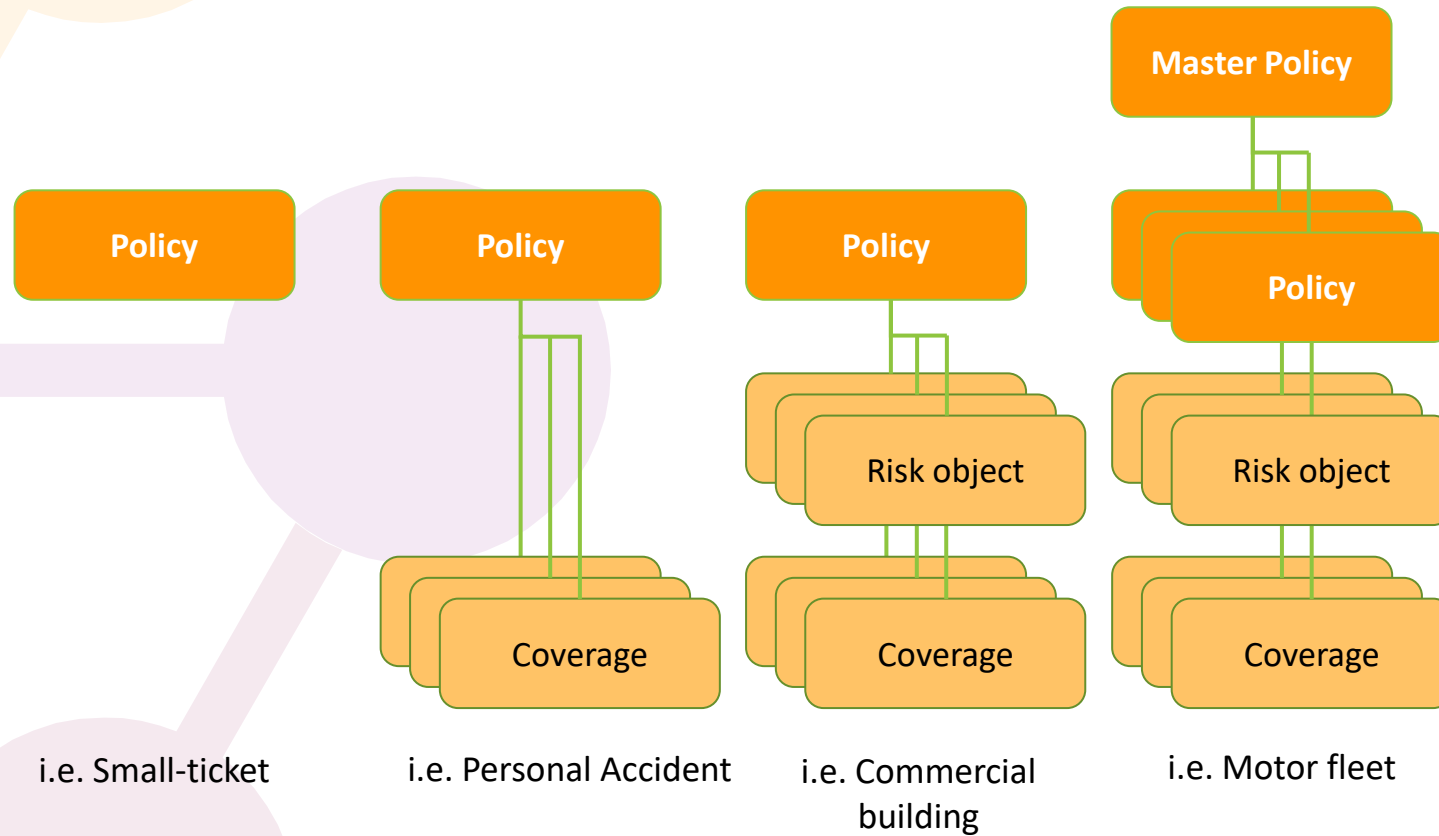 Master Policy
Policy
Policy
Policy
Policy
Risk object
Risk object
Coverage
Coverage
Coverage
i.e. Small-ticket
i.e. Personal Accident
i.e. Commercial
building
i.e. Motor fleet